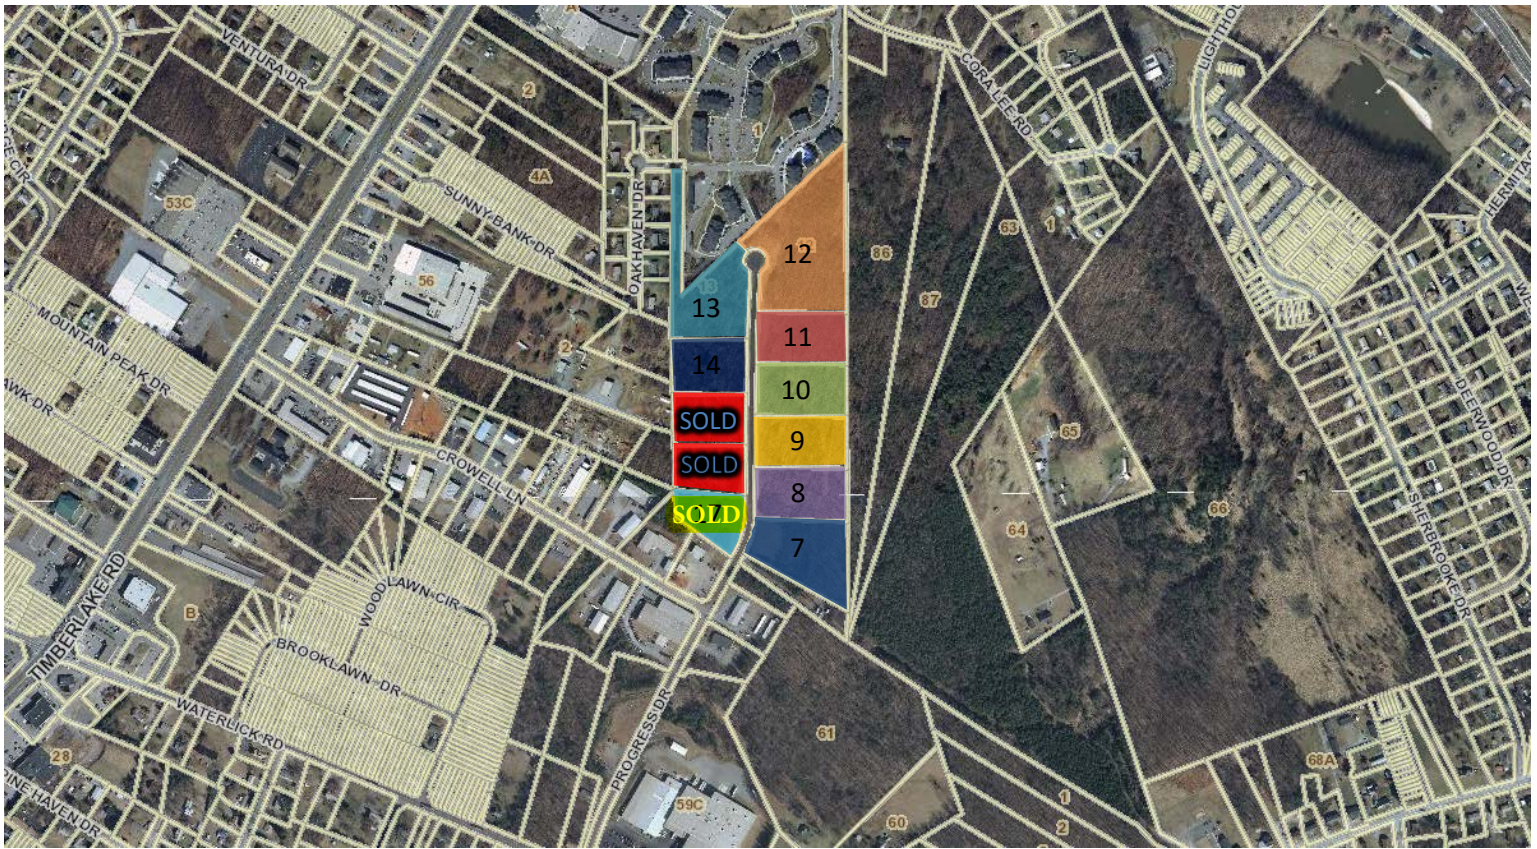 VENTURA DR
2
A
1
CORA LEE RD
86
87
63
1
4A
53C
SUNNY BANK DR
OAKHAVEN DR
12
13
56
11
14
10
2
SOLD
9
SOLD
8
SOLD
7
MOUNTAIN PEAK DR
CROWELL LN
65
64
66
DEERWOOD DR
SHERBROOKE DR
TIMBERLAKE RD
B
WOODLAWN CIR
BROOKLAWN DR
WATERLICK RD
28
PINE HAVEN DR
PROGRESS DR
59C
61
60
1
2
68A